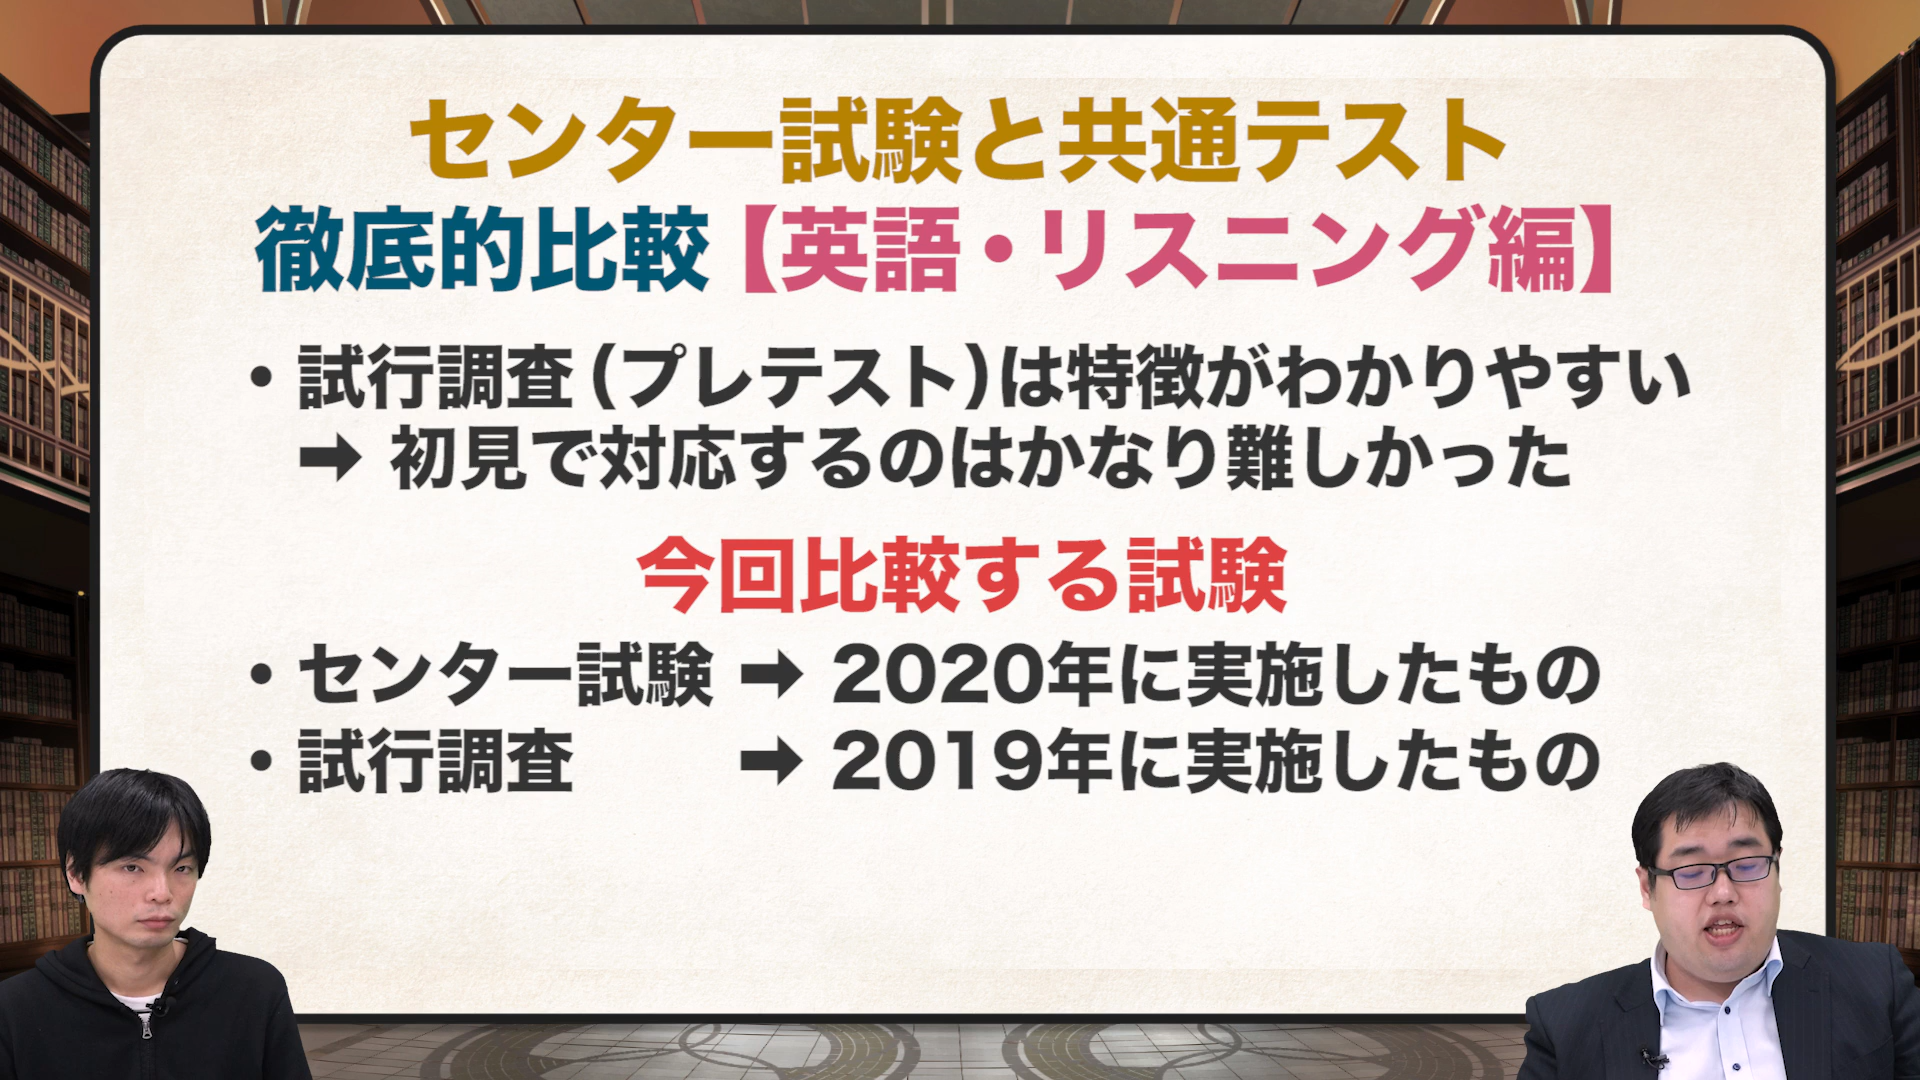 センター試験と共通テスト
徹底的比較【英語・リスニング編】
・試行調査(プレテスト)は特徴がわかりやすい
➡ 初見で対応するのはかなり難しかった
今回比較する試験
・センター試験 ➡ 2020年に実施したもの
・試行調査 ➡ 2019年に実施したもの